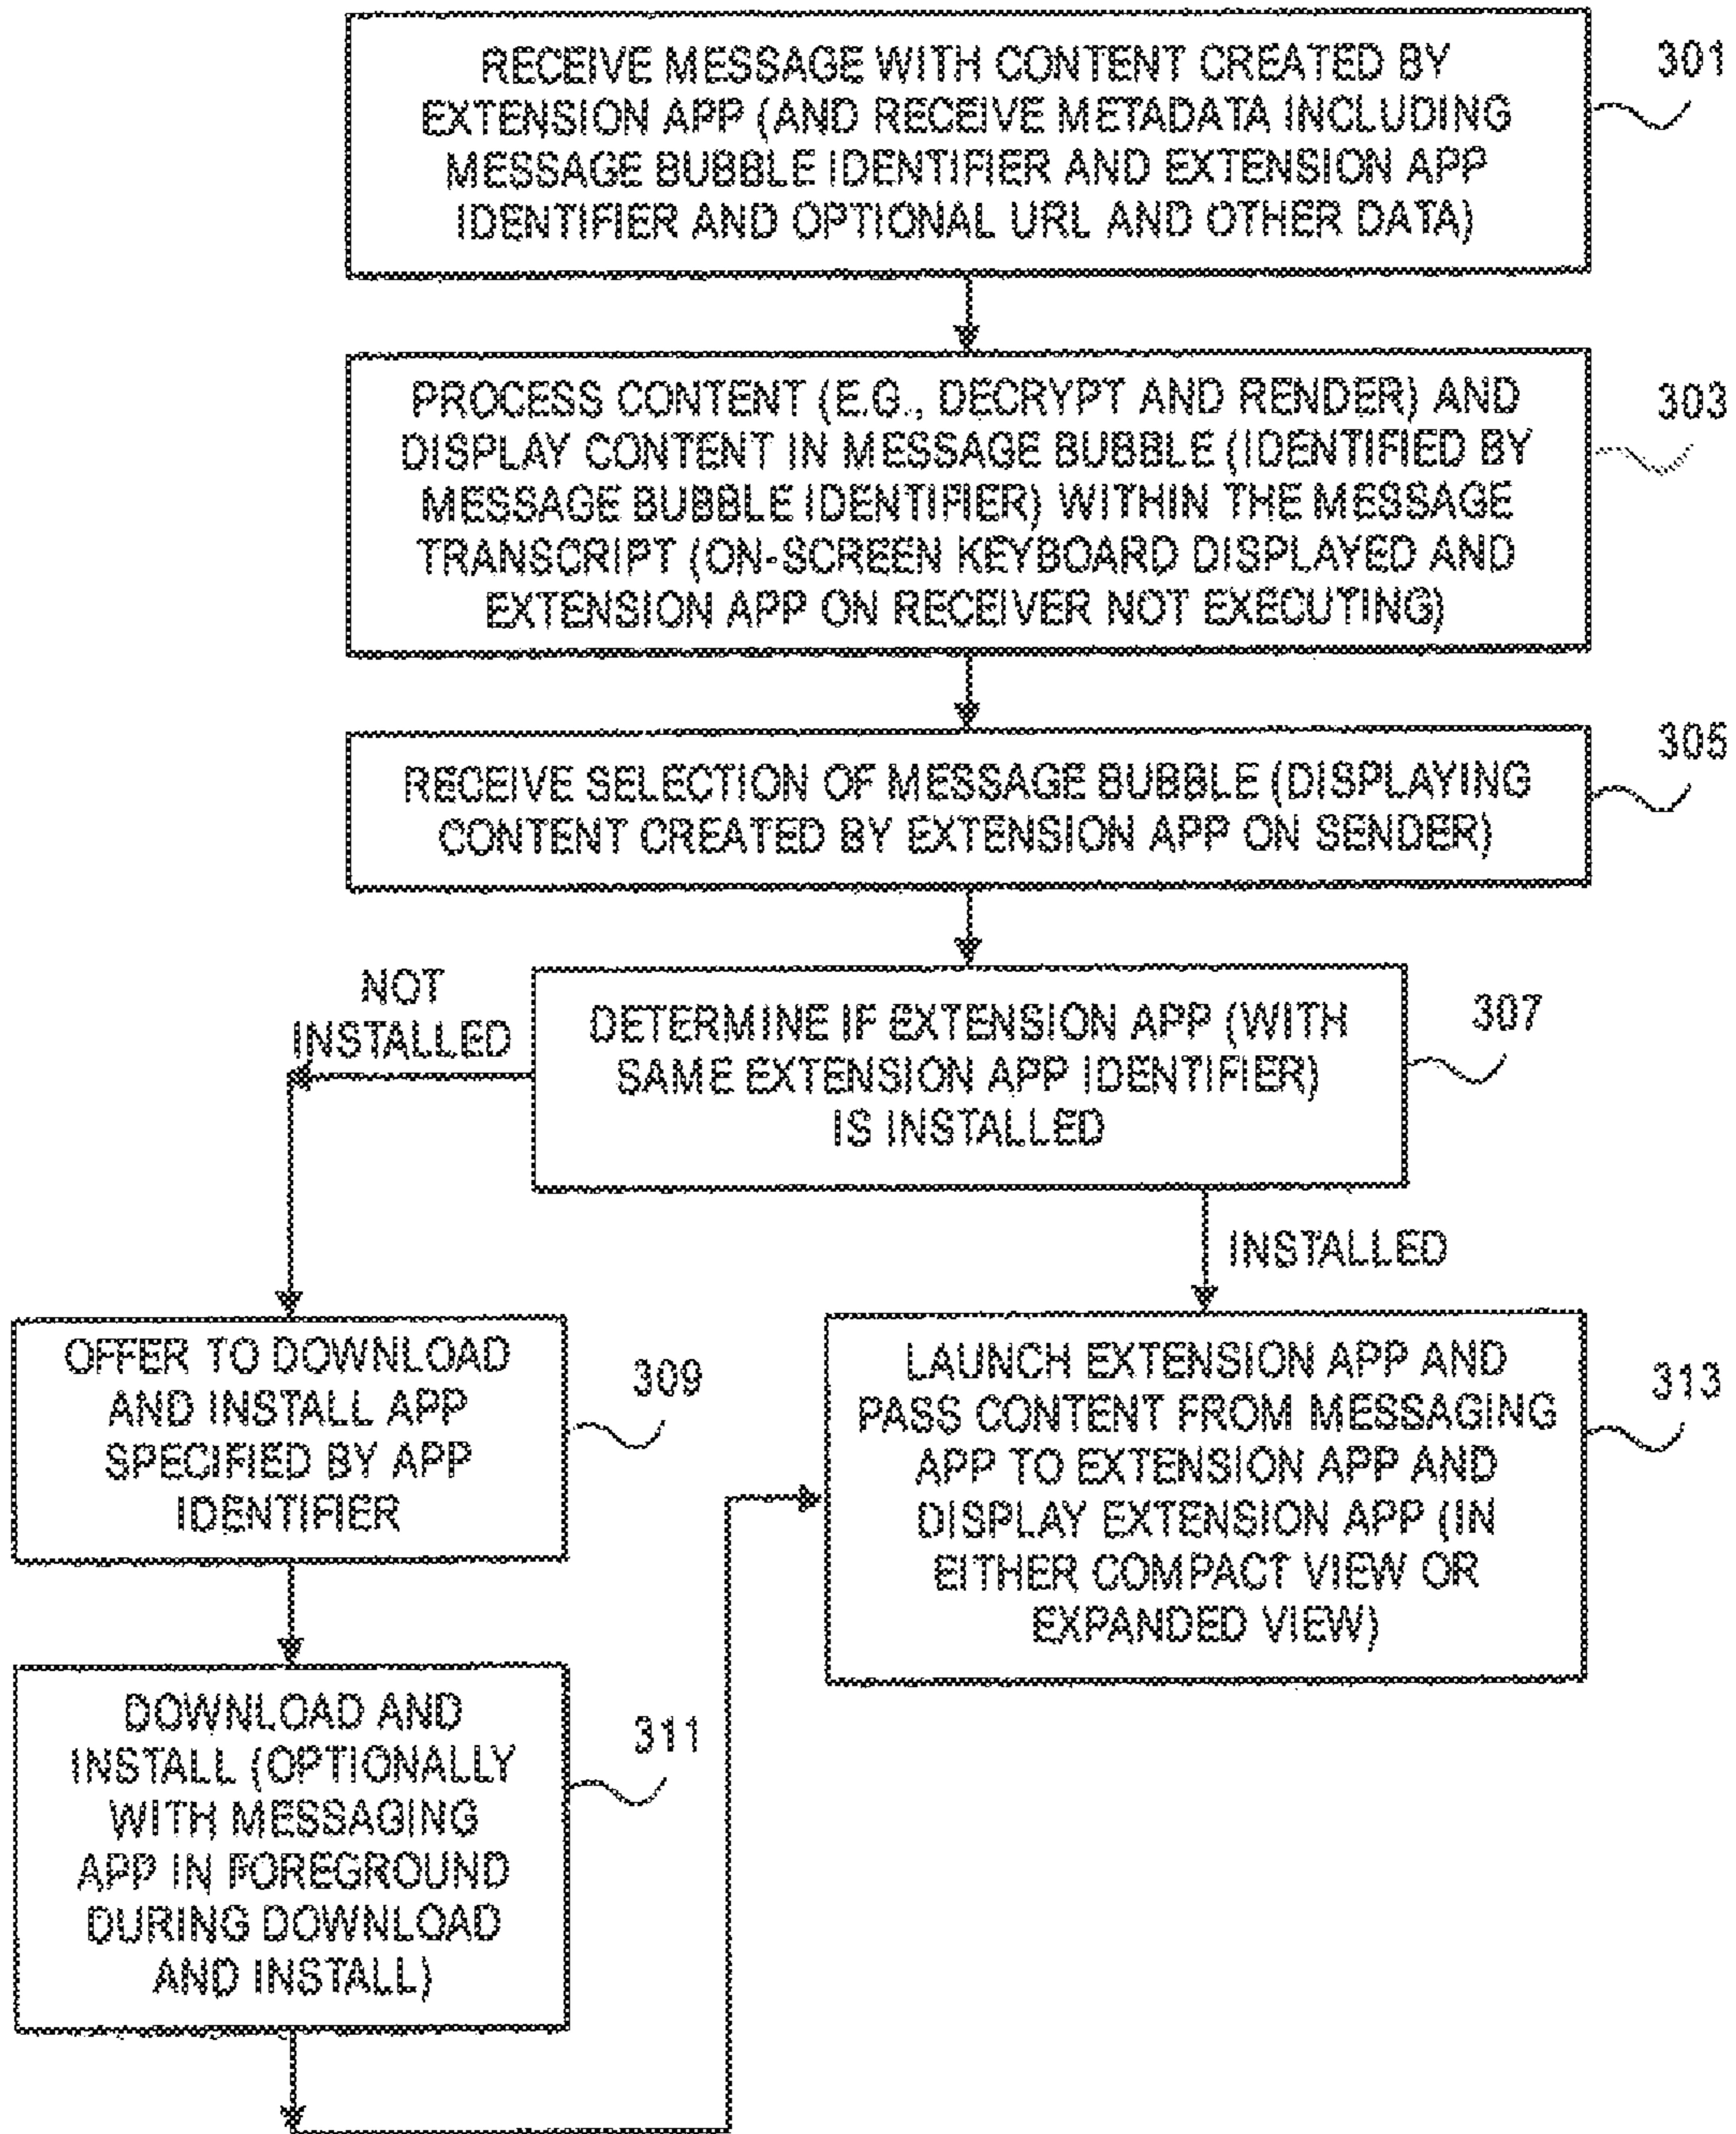 RECEIVE MESSAGE WITH CONTENT CREATED BY
EXTENSION APP (AND RECEIVE METADATA INCLUDING
MESSAGE BUBBLE IDENTIFIER AND EXTENSION APP
IDENTIFIER AND OPTIONAL URL AND OTHER DATA)
301
PROCESS CONTENT (E.G., DECRYPT AND RENDER) AND
DISPLAY CONTENT IN MESSAGE BUBBLE (IDENTIFIED BY
MESSAGE BUBBLE IDENTIFIER) WITHIN THE MESSAGE
TRANSCRIPT (ON-SCREEN KEYBOARD DISPLAYED AND
EXTENSION APP ON RECEIVER NOT EXECUTING)
303
RECEIVE SELECTION OF MESSAGE BUBBLE (DISPLAYING
CONTENT CREATED BY EXTENSION APP ON SENDER)
305
NOT
INSTALLED
DETERMINE IF EXTENSION APP (WITH
SAME EXTENSION APP IDENTIFIER)
IS INSTALLED
307
INSTALLED
OFFER TO DOWNLOAD
AND INSTALL APP
SPECIFIED BY APP
IDENTIFIER
309
LAUNCH EXTENSION APP AND
PASS CONTENT FROM MESSAGING
APP TO EXTENSION APP AND
DISPLAY EXTENSION APP (IN
EITHER COMPACT VIEW OR
EXPANDED VIEW)
313
DOWNLOAD AND
INSTALL (OPTIONALLY
WITH MESSAGING
APP IN FOREGROUND
DURING DOWNLOAD
AND INSTALL)
311